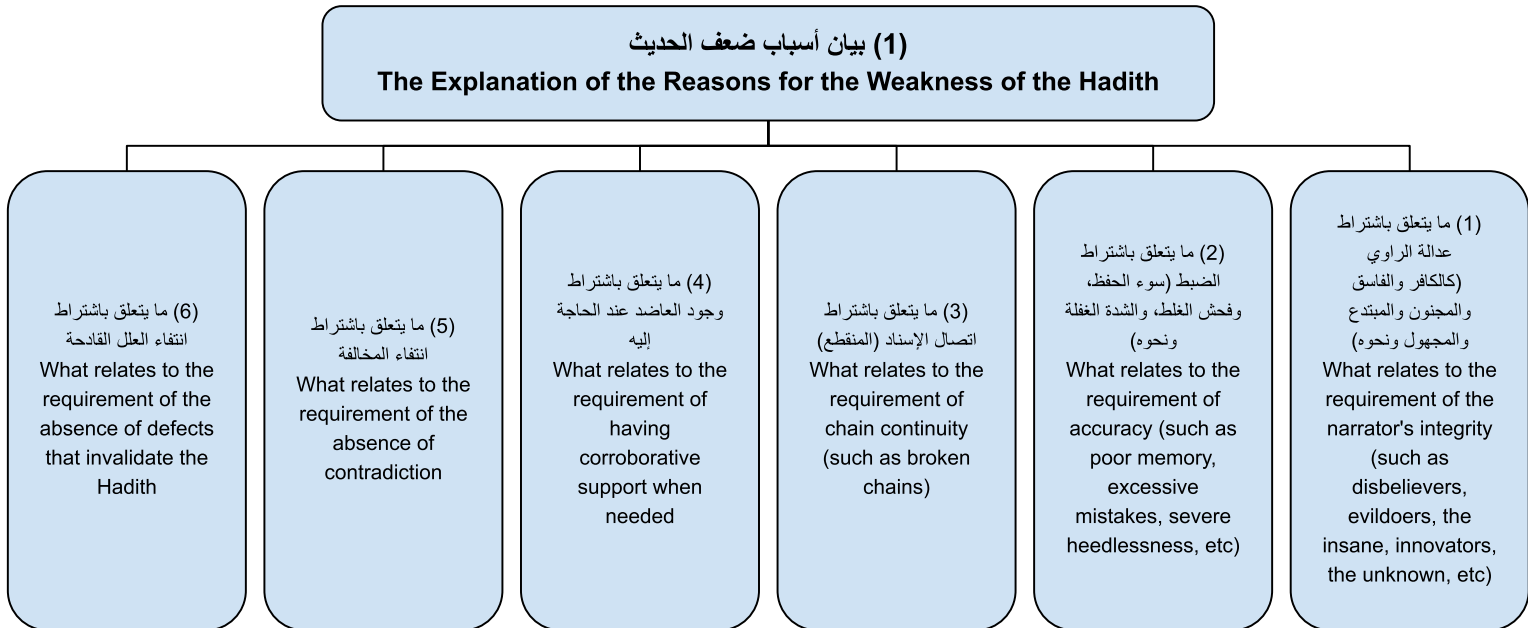 (1) بيان أسباب ضعف الحديث
The Explanation of the Reasons for the Weakness of the Hadith
(1) ما يتعلق باشتراط
عدالة الراوي
(كالكافر والفاسق
والمجنون والمبتدع
والمجهول ونحوه)
What relates to the
requirement of the
narrator's integrity
(such as
disbelievers,
evildoers, the
insane, innovators,
the unknown, etc)
(2) ما يتعلق باشتراط
الضبط (سوء الحفظ،
وفحش الغلط، والشدة الغفلة
ونحوه)
What relates to the
requirement of
accuracy (such as
poor memory,
excessive
mistakes, severe
heedlessness, etc)
(3) ما يتعلق باشتراط
اتصال الإسناد (المنقطع)
What relates to the
requirement of
chain continuity
(such as broken
chains)
(4) ما يتعلق باشتراط
وجود العاضد عند الحاجة
إليه
What relates to the
requirement of
having
corroborative
support when
needed
(5) ما يتعلق باشتراط
انتفاء المخالفة
What relates to the
requirement of the
absence of
contradiction
(6) ما يتعلق باشتراط
انتفاء العلل القادحة
What relates to the
requirement of the
absence of defects
that invalidate the
Hadith